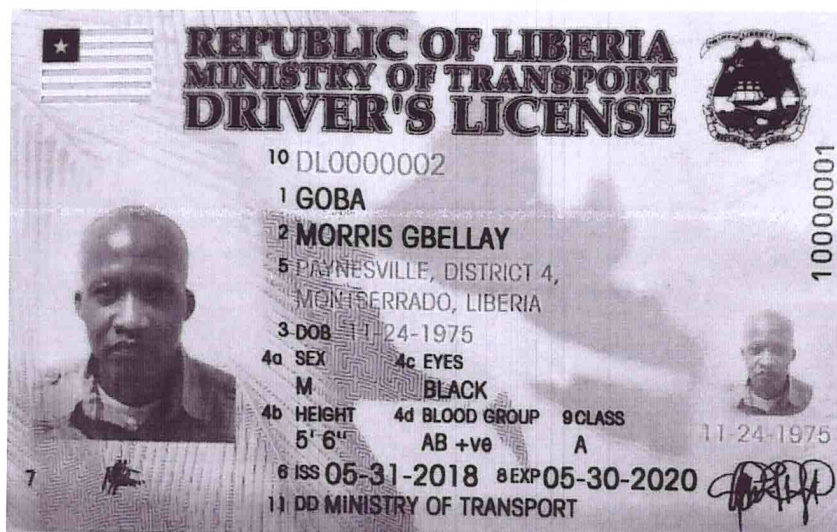 REPUBLIC OF LIBERIA
MINISTRY OF TRANSPORT
DRIVER'S LICENSE
10 DL0000002
1 GOBA
2 MORRIS GBELLAY
5 PAYNESVILLE, DISTRICT 4,
MONTSERRADO, LIBERIA
3 DOB 11-24-1975
4a SEX 4c EYES
M BLACK
4b HEIGHT 4d BLOOD GROUP 9 CLASS
5' 6" AB +ve A
11-24-1975
7 6 ISS 05-31-2018 8 EXP 05-30-2020
11 DD MINISTRY OF TRANSPORT
10000001